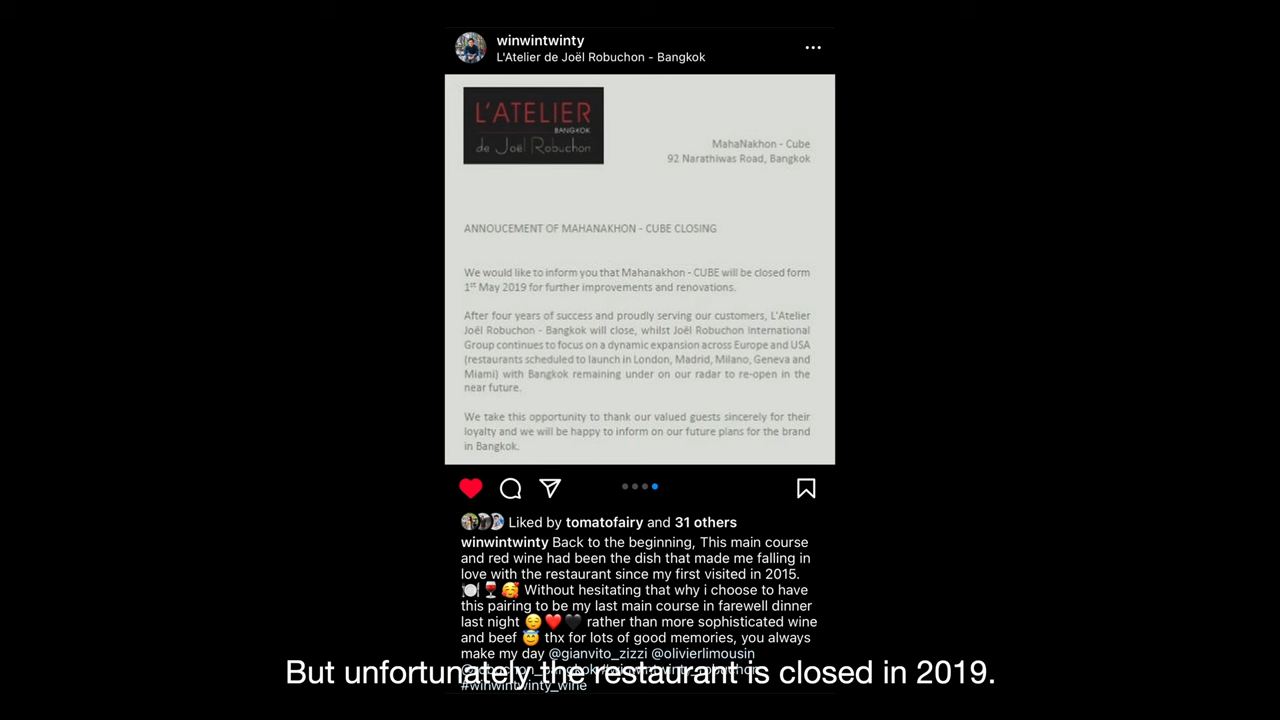 winwintwinty
L'Atelier de Joël Robuchon - Bangkok
L'ATELIER
BANGKOK
de Joël Robuchon
MahaNakhon - Cube
92 Narathiwas Road, Bangkok
ANNOUCEMENT OF MAHANAKHON - CUBE CLOSING
We would like to inform you that Mahanakhon - CUBE will be closed form
1st May 2019 for further improvements and renovations.
After four years of success and proudly serving our customers, L'Atelier
Joël Robuchon - Bangkok will close, whilst Joël Robuchon International
Group continues to focus on a dynamic expansion across Europe and USA
(restaurants scheduled to launch in London, Madrid, Milano, Geneva and
Miami) with Bangkok remaining under on our radar to re-open in the
near future.
We take this opportunity to thank our valued guests sincerely for their
loyalty and we will be happy to inform on our future plans for the brand
in Bangkok.
Liked by tomatofairy and 31 others
winwintwinty Back to the beginning, This main course
and red wine had been the dish that made me falling in
love with the restaurant since my first visited in 2015.
🍽️🍷🥰 Without hesitating that why i choose to have
this pairing to be my last main course in farewell dinner
last night 😌❤️🖤 rather than more sophisticated wine
and beef 😇 thx for lots of good memories, you always
make my day @gianvito_zizzi @olivierlimousin
#winwintwinty_wine
But unfortunately the restaurant is closed in 2019.